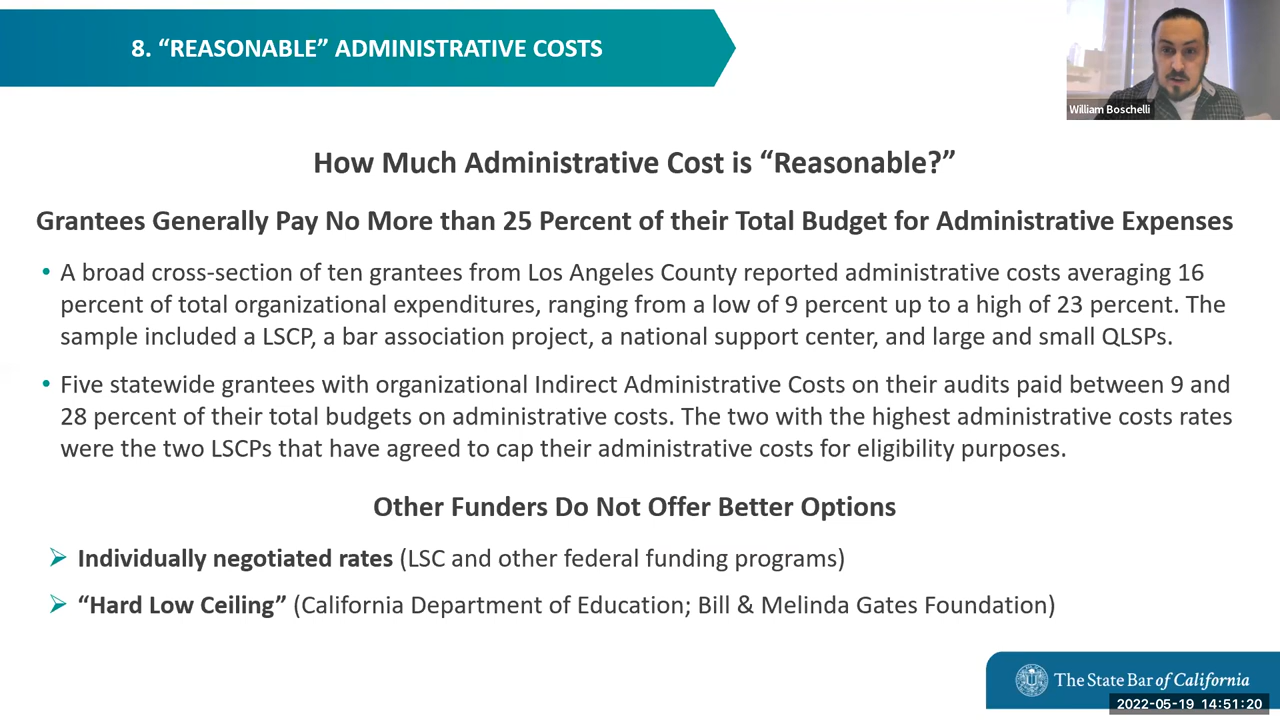 8. “REASONABLE” ADMINISTRATIVE COSTS
William Boschelli
How Much Administrative Cost is “Reasonable?”
Grantees Generally Pay No More than 25 Percent of their Total Budget for Administrative Expenses
• A broad cross-section of ten grantees from Los Angeles County reported administrative costs averaging 16
percent of total organizational expenditures, ranging from a low of 9 percent up to a high of 23 percent. The
sample included a LSCP, a bar association project, a national support center, and large and small QLSPs.
• Five statewide grantees with organizational Indirect Administrative Costs on their audits paid between 9 and
28 percent of their total budgets on administrative costs. The two with the highest administrative costs rates
were the two LSCPs that have agreed to cap their administrative costs for eligibility purposes.
Other Funders Do Not Offer Better Options
➢ Individually negotiated rates (LSC and other federal funding programs)
➢ “Hard Low Ceiling” (California Department of Education; Bill & Melinda Gates Foundation)
The State Bar of California
2022-05-19 14:51:20